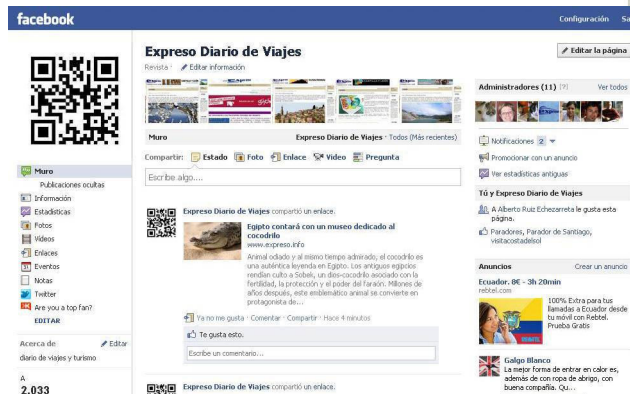 facebook
Configuración
Expreso Diario de Viajes
Revista · Editar información
Editar la página
Muro
Expreso Diario de Viajes · Todos (Más recientes)
Compartir: Estado Foto Enlace Video Pregunta
Escribe algo....
Muro
Publicaciones ocultas
Información
Estadísticas
Fotos
Videos
Enlaces
Eventos
Notas
Twitter
Are you a top fan?
EDITAR
Acerca de Editar
diario de viajes y turismo
A
2.033
Expreso Diario de Viajes compartió un enlace.
Egipto contará con un museo dedicado al
cocodrilo
www.expreso.info
Animal odiado y al mismo tiempo admirado, el cocodrilo es
una auténtica leyenda en Egipto. Los antiguos egipcios
rendían culto a Sobek, un dios-cocodrilo asociado con la
fertilidad, la protección y el poder del faraón. Millones de
años después, este emblemático animal se convierte en
protagonista de...
Ya no me gusta · Comentar · Compartir · Hace 4 minutos
Te gusta esto.
Escribe un comentario...
Expreso Diario de Viajes compartió un enlace.
Administradores (11) [?] Ver todos
Notificaciones 2
Promocionar con un anuncio
Ver estadísticas antiguas
Tú y Expreso Diario de Viajes
A Alberto Ruiz Echezarreta le gusta esta
página.
Paradores, Parador de Santiago,
visitacostadelsol
Anuncios Crear un anuncio
Ecuador. 8€ - 3h 20min
rebtel.com
100% Extra para tus
llamadas a Ecuador desde
tu móvil con Rebtel.
Prueba Gratis
Galgo Blanco
La mejor forma de entrar en calor es,
además de con ropa de abrigo, con
buena compañía. Qu...